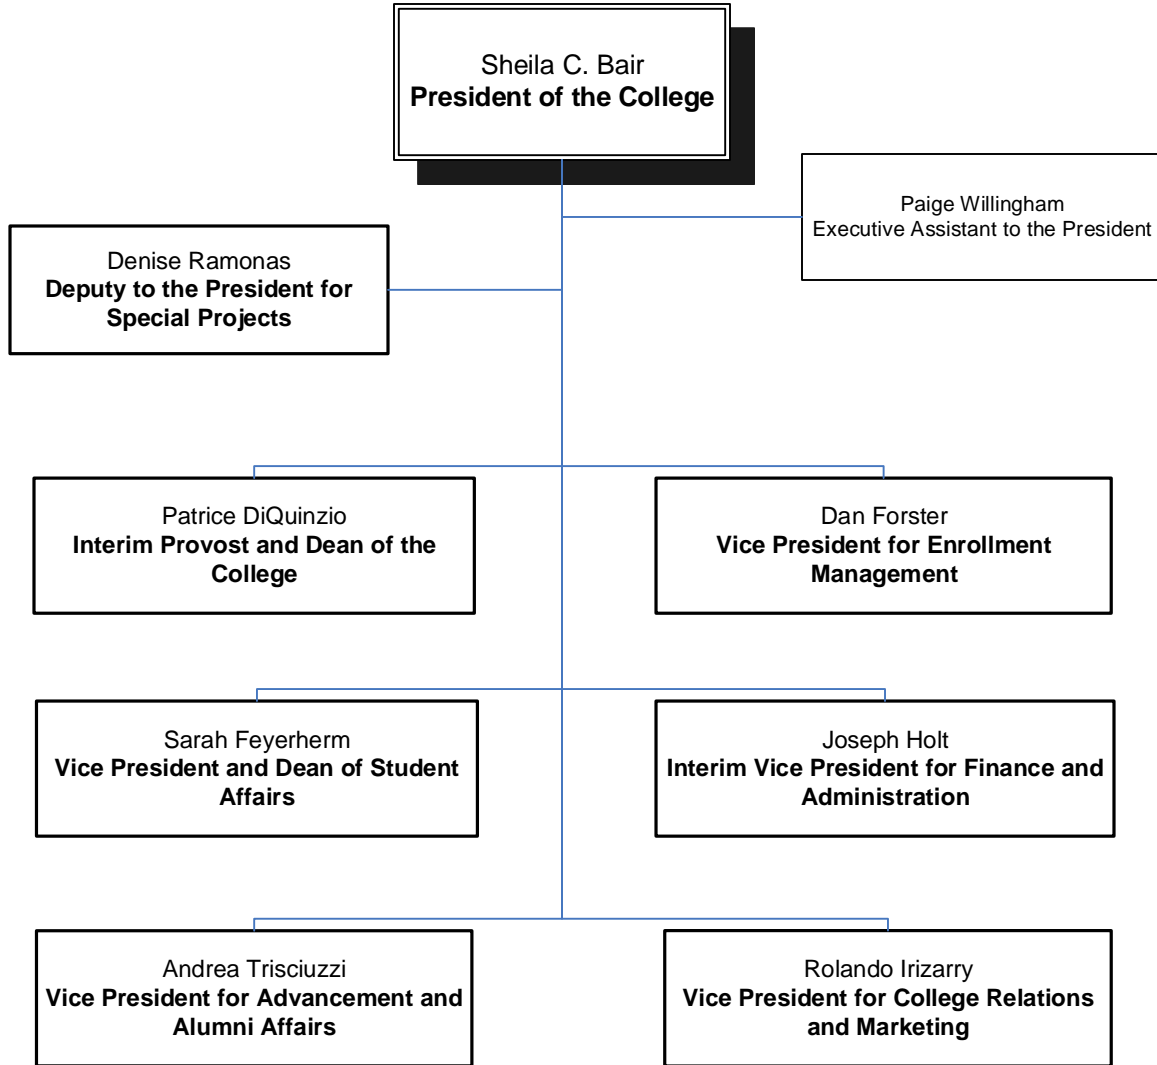 Sheila C. Bair
President of the College
Paige Willingham
Executive Assistant to the President
Denise Ramonas
Deputy to the President for
Special Projects
Patrice DiQuinzio
Interim Provost and Dean of the
College
Dan Forster
Vice President for Enrollment
Management
Sarah Feyerherm
Vice President and Dean of Student
Affairs
Joseph Holt
Interim Vice President for Finance and
Administration
Andrea Trisciuzzi
Vice President for Advancement and
Alumni Affairs
Rolando Irizarry
Vice President for College Relations
and Marketing